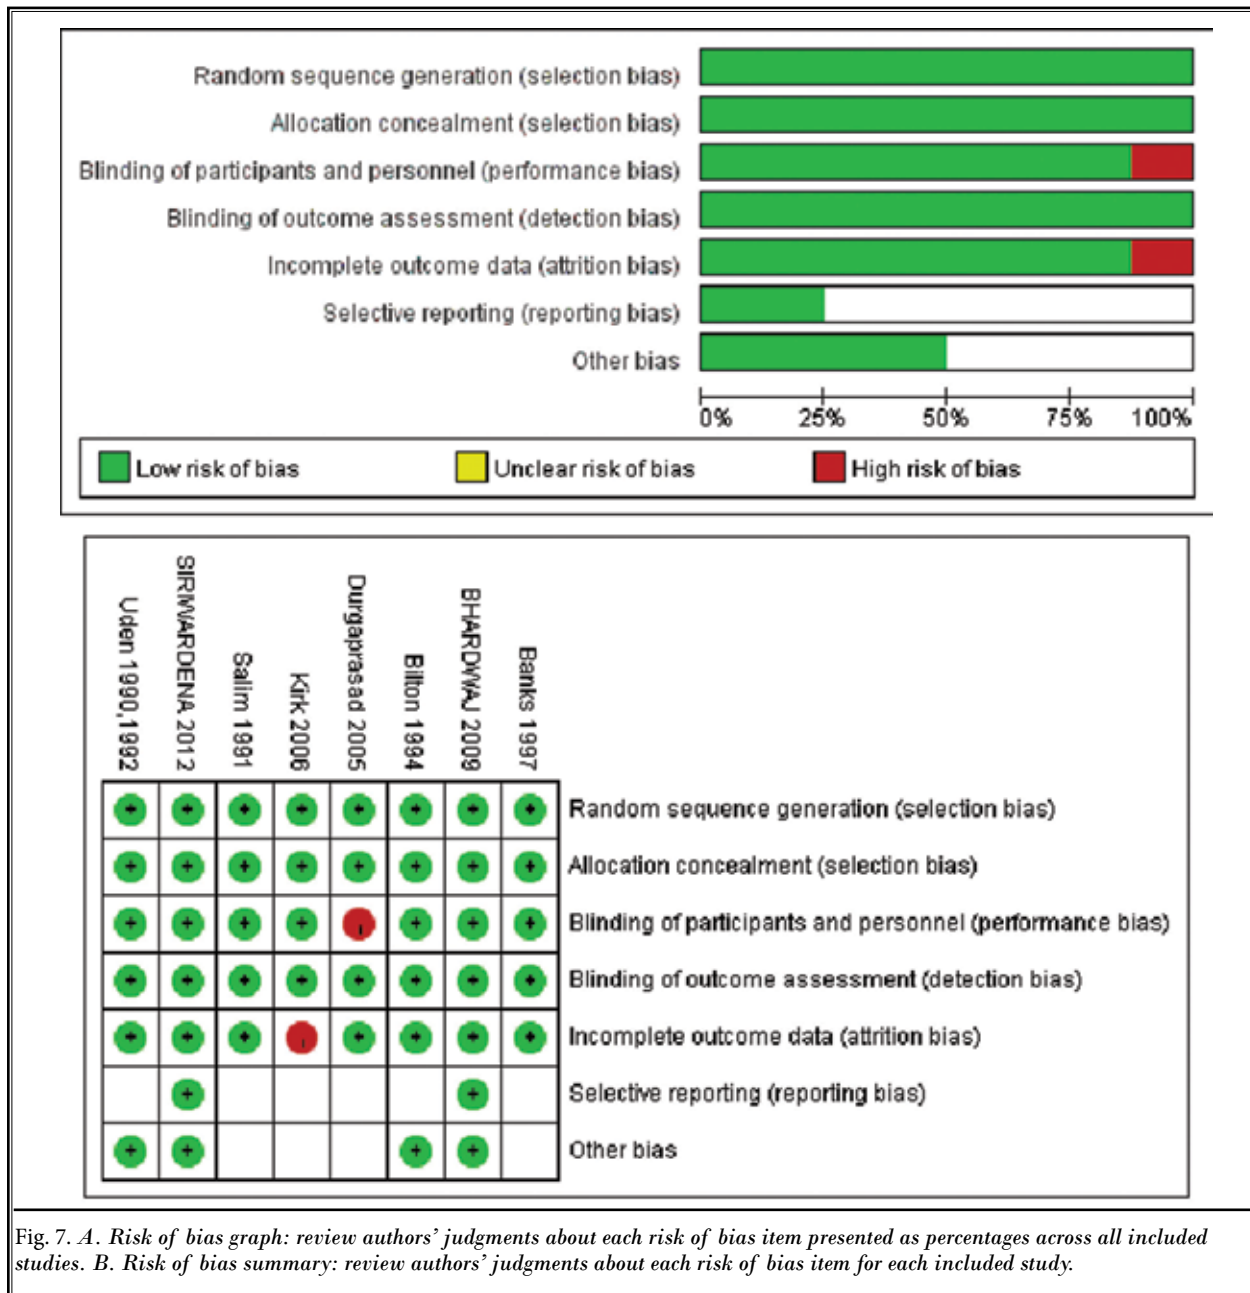 Random sequence generation (selection bias)
Allocation concealment (selection bias)
Blinding of participants and personnel (performance bias)
Blinding of outcome assessment (detection bias)
Incomplete outcome data (attrition bias)
Selective reporting (reporting bias)
Other bias
0% 25% 50% 75% 100%
Low risk of bias Unclear risk of bias High risk of bias
Uden 1990,1992
SIRIWARDENA 2012
Salim 1991
Kirk 2006
Durgaprasad 2005
Bilton 1994
BHARDWAJ 2009
Banks 1997
+ + + + + + + + Random sequence generation (selection bias)
+ + + + + + + + Allocation concealment (selection bias)
+ + + + - + + + Blinding of participants and personnel (performance bias)
+ + + + + + + + Blinding of outcome assessment (detection bias)
+ + + - + + + + Incomplete outcome data (attrition bias)
+ + Selective reporting (reporting bias)
+ + + + Other bias
Fig. 7. A. Risk of bias graph: review authors' judgments about each risk of bias item presented as percentages across all included
studies. B. Risk of bias summary: review authors' judgments about each risk of bias item for each included study.